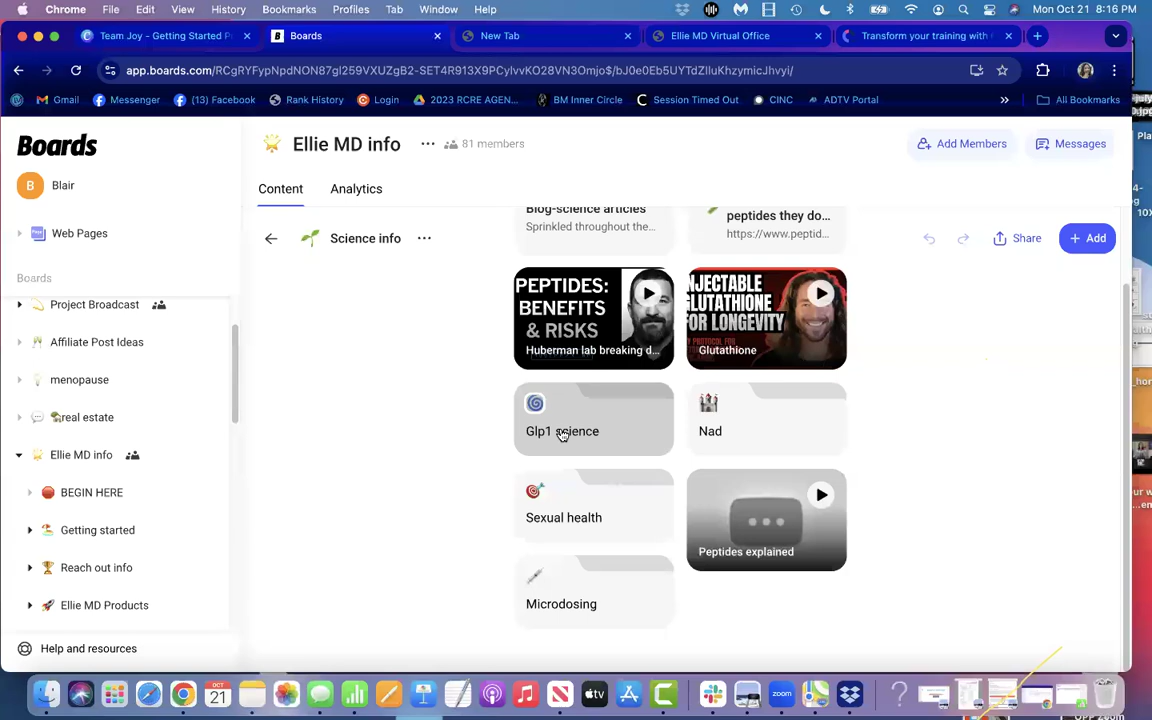 Chrome File Edit View History Bookmarks Profiles Tab Window Help Mon Oct 21 8:16 PM
Team Joy - Getting Started P
Boards
New Tab
Ellie MD Virtual Office
Transform your training with
app.boards.com/RCgRYFypNpdNON87gl259VXUZgB2-SET4R913X9PCylvvKO28VN3Omjo$/bJ0e0Eb5UYTdZlluKhzymicJhvyi/
Gmail
Messenger
(13) Facebook
Rank History
Login
2023 RCRE AGEN...
BM Inner Circle
Session Timed Out
CINC
ADTV Portal
»
All Bookmarks
Boards
B Blair
Web Pages
Boards
Project Broadcast
Affiliate Post Ideas
menopause
real estate
Ellie MD info
BEGIN HERE
Getting started
Reach out info
Ellie MD Products
Help and resources
Ellie MD info ... 81 members
Add Members
Messages
Content Analytics
Science info ...
Share
+ Add
Blog-science articles
Sprinkled throughout the...
peptides they do...
https://www.peptid...
PEPTIDES:
BENEFITS
& RISKS
Huberman lab breaking d...
NJECTABLE
GLUTATHIONE
FOR LONGEVITY
Glutathione
Glp1 science
Nad
Sexual health
Peptides explained
Microdosing
OCT
21
tv
zoom